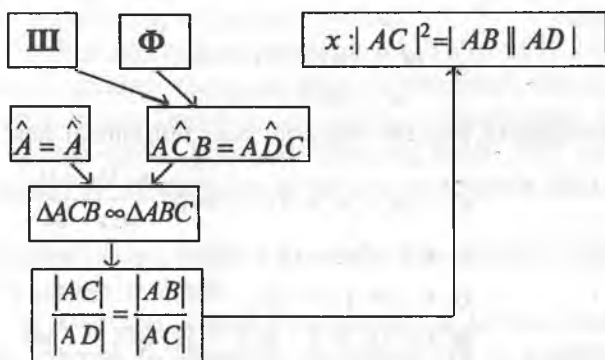 Ш Ф
x:|AC|²=|AB||AD|
Â = Â
AĈB = AD̂C
ΔACB∞ΔABC
|AC| / |AD| = |AB| / |AC|